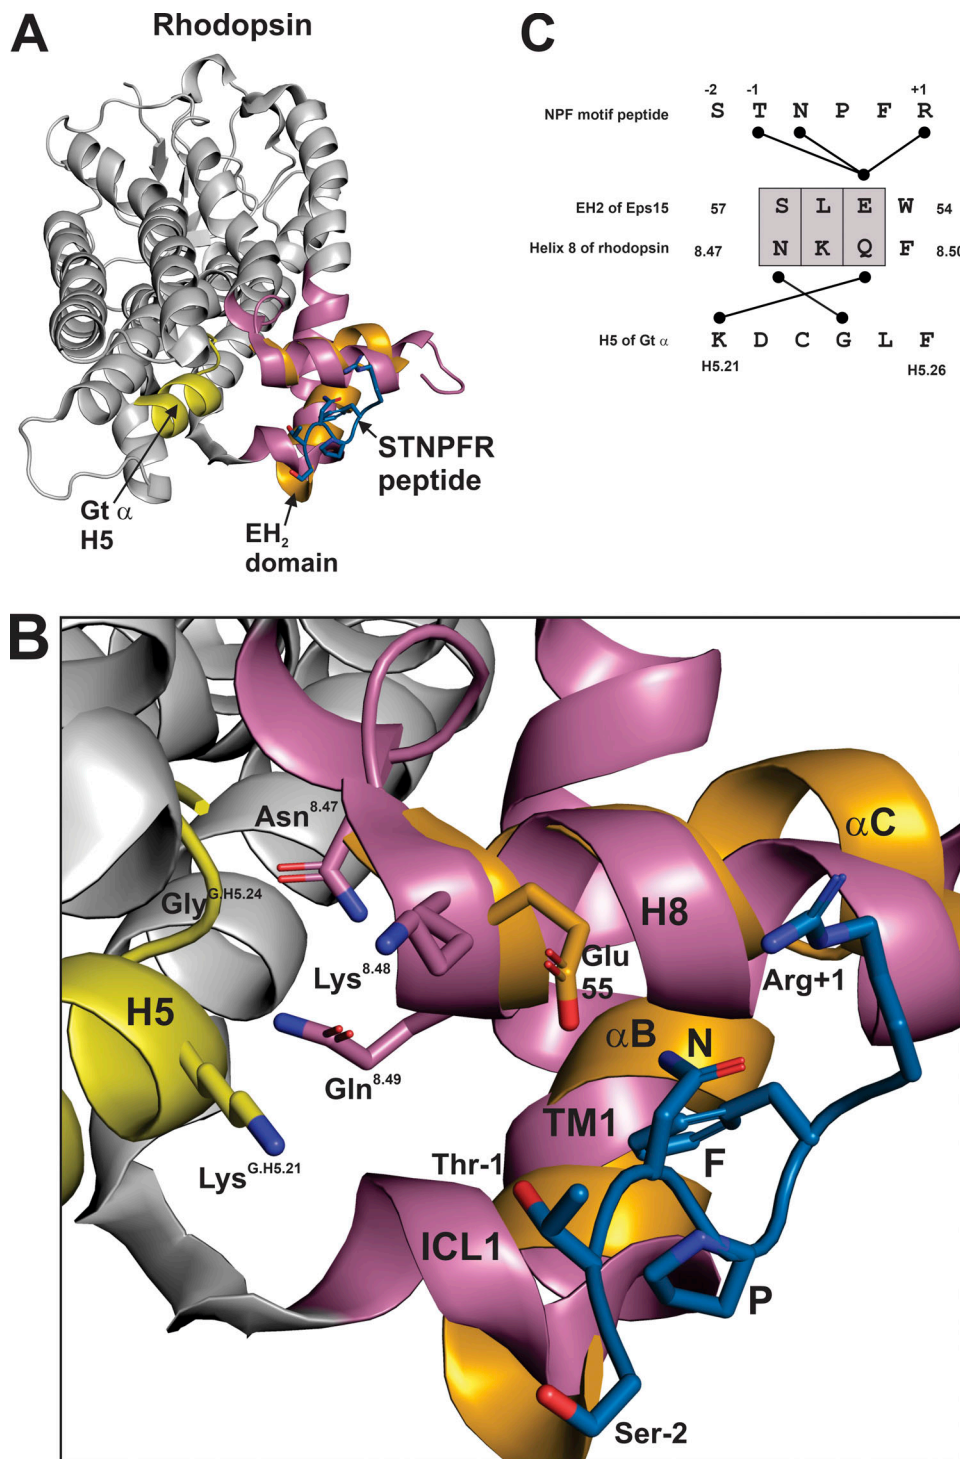 A
Rhodopsin
Gt α
H5
EH₂
domain
STNPFR
peptide
C
-2 -1 +1
NPF motif peptide S T N P F R
EH2 of Eps15 57 S L E W 54
Helix 8 of rhodopsin 8.47 N K Q F 8.50
H5 of Gt α K D C G L F
H5.21 H5.26
B
Asn8.47
αC
GlyG.H5.24
H8
Lys8.48
Glu
55
Arg+1
H5
αB
N
Gln8.49
TM1
F
LysG.H5.21
Thr-1
ICL1
P
Ser-2